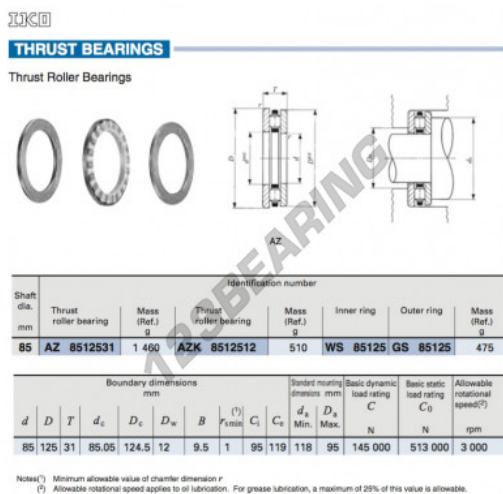 IKO
THRUST BEARINGS
Thrust Roller Bearings
T
r
r
D
d
Da
da
AZ
123BEARING
Identification number
Shaft dia. mm
Thrust roller bearing
Mass (Ref.) g
Thrust roller bearing
Mass (Ref.) g
Inner ring
Outer ring
Mass (Ref.) g
85 AZ 8512531 1 460 AZK 8512512 510 WS 85125 GS 85125 475
Boundary dimensions mm
Standard mounting dimensions mm
Basic dynamic load rating C N
Basic static load rating C0 N
Allowable rotational speed(2) rpm
d D T dc Dc Dw B rsmin(1) Ci Ce da Min. Da Max.
85 125 31 85.05 124.5 12 9.5 1 95 119 118 95 145 000 513 000 3 000
Notes(1) Minimum allowable value of chamfer dimension r
(2) Allowable rotational speed applies to oil lubrication. For grease lubrication, a maximum of 25% of this value is allowable.